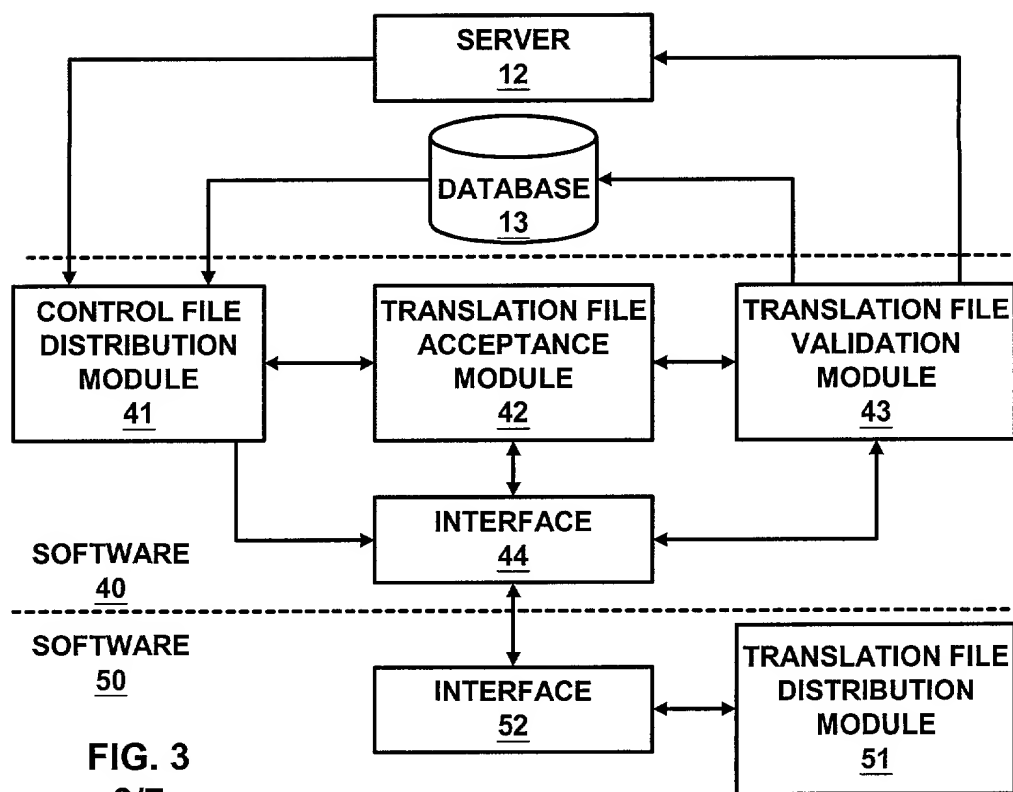 SERVER
12
DATABASE
13
CONTROL FILE
DISTRIBUTION
MODULE
41
TRANSLATION FILE
ACCEPTANCE
MODULE
42
TRANSLATION FILE
VALIDATION
MODULE
43
INTERFACE
44
SOFTWARE
40
SOFTWARE
50
INTERFACE
52
TRANSLATION FILE
DISTRIBUTION
MODULE
51
FIG. 3